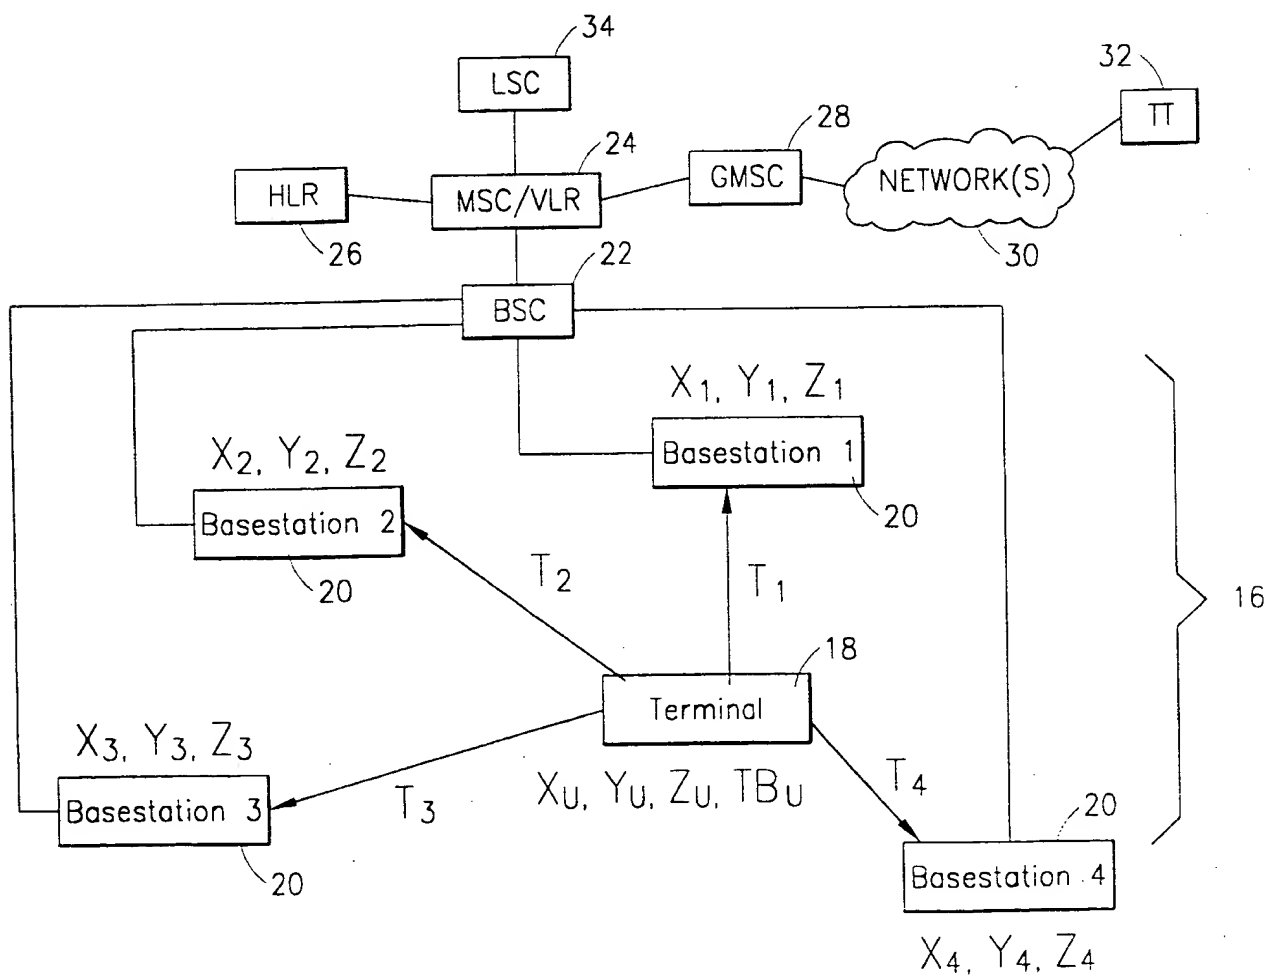 34
LSC
32
TT
28
24
GMSC
NETWORK(S)
HLR
MSC/VLR
26
30
22
BSC
X1, Y1, Z1
Basestation 1
20
X2, Y2, Z2
Basestation 2
20
T2
T1
16
18
Terminal
XU, YU, ZU, TBU
X3, Y3, Z3
Basestation 3
20
T3
T4
20
Basestation 4
X4, Y4, Z4